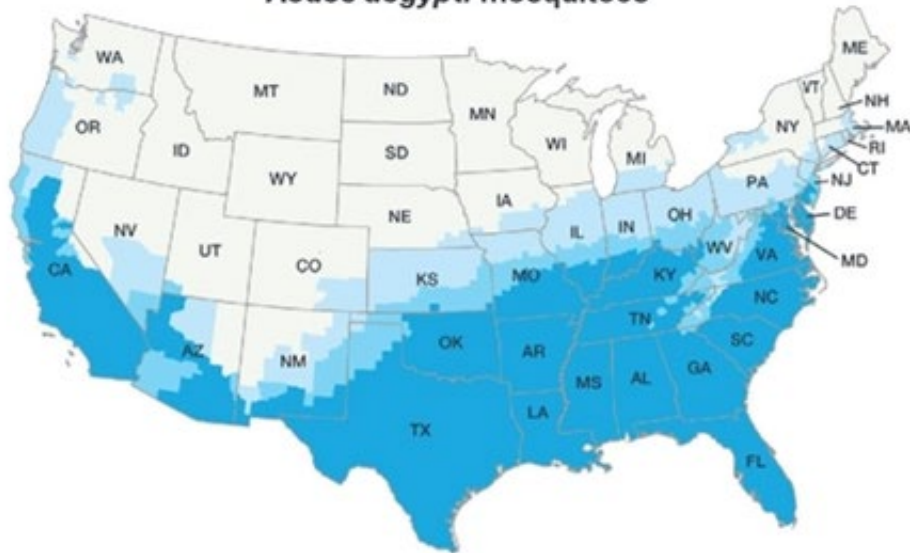 Aedes aegypti mosquitoes
WA
MT
ND
MN
ME
VT
NH
OR
ID
SD
WI
MI
NY
MA
RI
CT
WY
IA
PA
NJ
NV
NE
IL
IN
OH
DE
UT
CO
WV
MD
CA
KS
MO
KY
VA
NC
AZ
NM
OK
AR
TN
SC
MS
AL
GA
TX
LA
FL